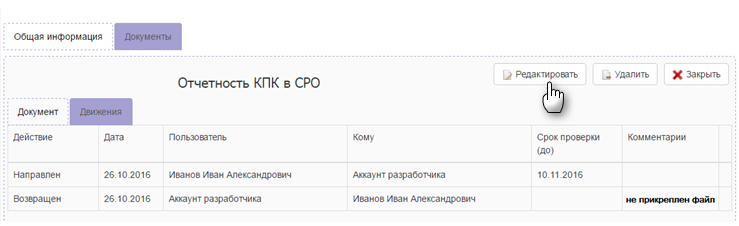 Общая информация Документы
Отчетность КПК в СРО Редактировать Удалить Закрыть
Документ Движения
Действие Дата Пользователь Кому Срок проверки (до) Комментарии
Направлен 26.10.2016 Иванов Иван Александрович Аккаунт разработчика 10.11.2016
Возвращен 26.10.2016 Аккаунт разработчика Иванов Иван Александрович не прикреплен файл